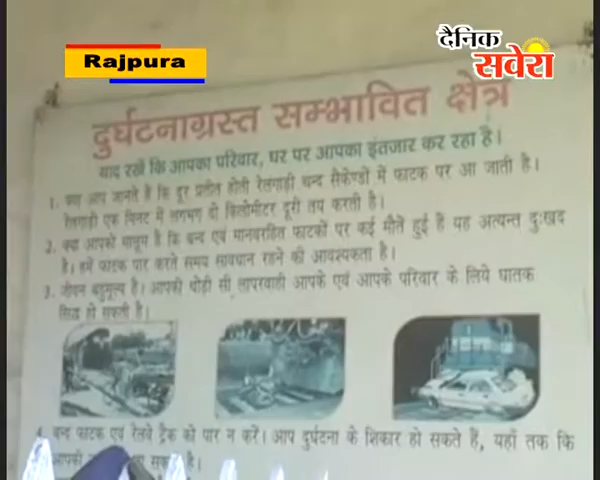 Rajpura
दैनिक
सवेरा
दुर्घटनाग्रस्त सम्भावित क्षेत्र
याद रखें कि आपका परिवार, घर पर आपका इंतजार कर रहा है।
1. क्या आप जानते हैं कि दूर प्रतीत होती रेलगाड़ी चन्द सैकेण्डों में फाटक पर आ जाती है।
रेलगाड़ी एक मिनट में लगभग दो किलोमीटर दूरी तय करती है।
2. क्या आपको मालूम है कि बन्द एवं मानवरहित फाटकों पर कई मौतें हुई हैं यह अत्यन्त दुःखद
है। हमें फाटक पार करते समय सावधान रहने की आवश्यकता है।
3. जीवन बहुमूल्य है। आपकी थोड़ी सी लापरवाही आपके एवं आपके परिवार के लिये घातक
सिद्ध हो सकती है।
4. बन्द फाटक एवं रेलवे ट्रैक को पार न करें। आप दुर्घटना के शिकार हो सकते हैं, यहाँ तक कि
आपकी है।